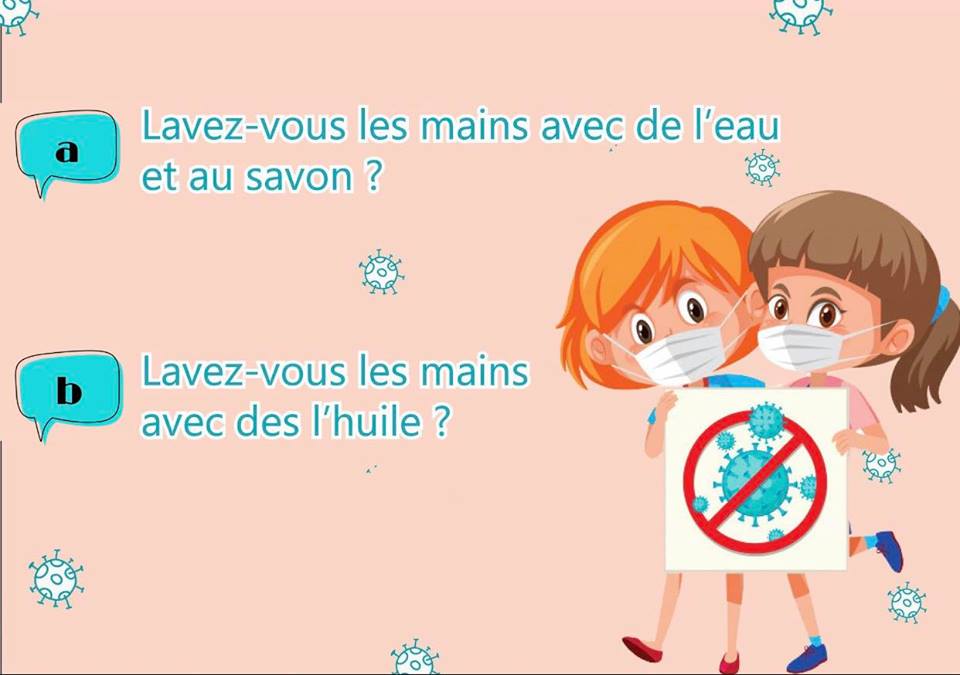 a
Lavez-vous les mains avec de l'eau
et au savon ?
b
Lavez-vous les mains
avec des l'huile ?